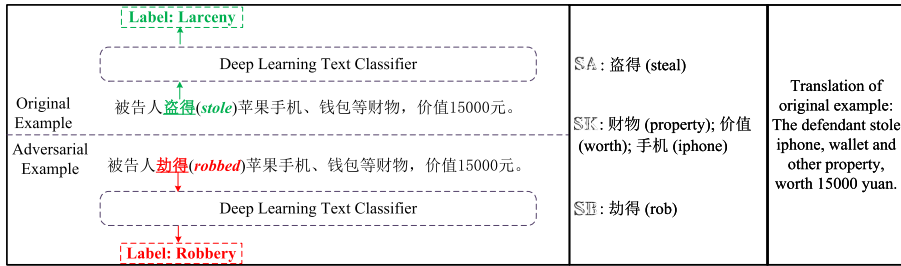 Label: Larceny
Deep Learning Text Classifier
Original
Example
被告人盗得(stole)苹果手机、钱包等财物，价值15000元。
Adversarial
Example
被告人劫得(robbed)苹果手机、钱包等财物，价值15000元。
Deep Learning Text Classifier
Label: Robbery
𝕊𝔸: 盗得 (steal)
𝕊𝕂: 财物 (property); 价值
(worth); 手机 (iphone)
𝕊𝔹: 劫得 (rob)
Translation of
original example:
The defendant stole
iphone, wallet and
other property,
worth 15000 yuan.